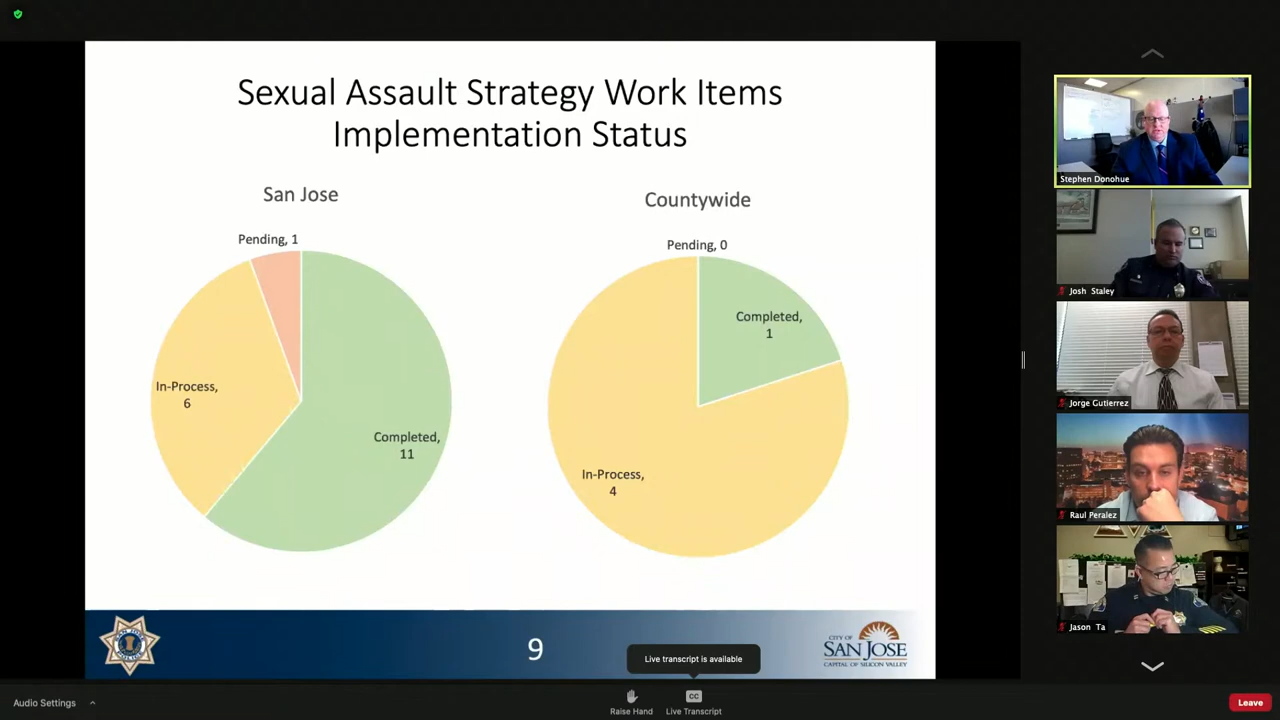 Sexual Assault Strategy Work Items
Implementation Status
San Jose
Countywide
Pending, 1
Pending, 0
Completed,
1
In-Process,
6
Completed,
11
In-Process,
4
9
CITY OF
SAN JOSE
CAPITAL OF SILICON VALLEY
Stephen Donohue
Josh Staley
Jorge Gutierrez
Raul Peralez
Jason Ta
Live transcript is available
Audio Settings
Raise Hand
CC
Live Transcript
Leave